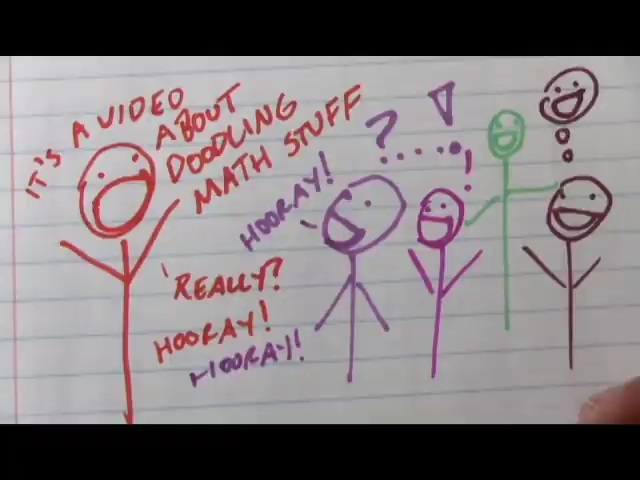 IT'S A VIDEO
ABOUT
DOODLING
MATH STUFF
HOORAY!
? .....!
!
'REALLY?
HOORAY!
HOORAY!